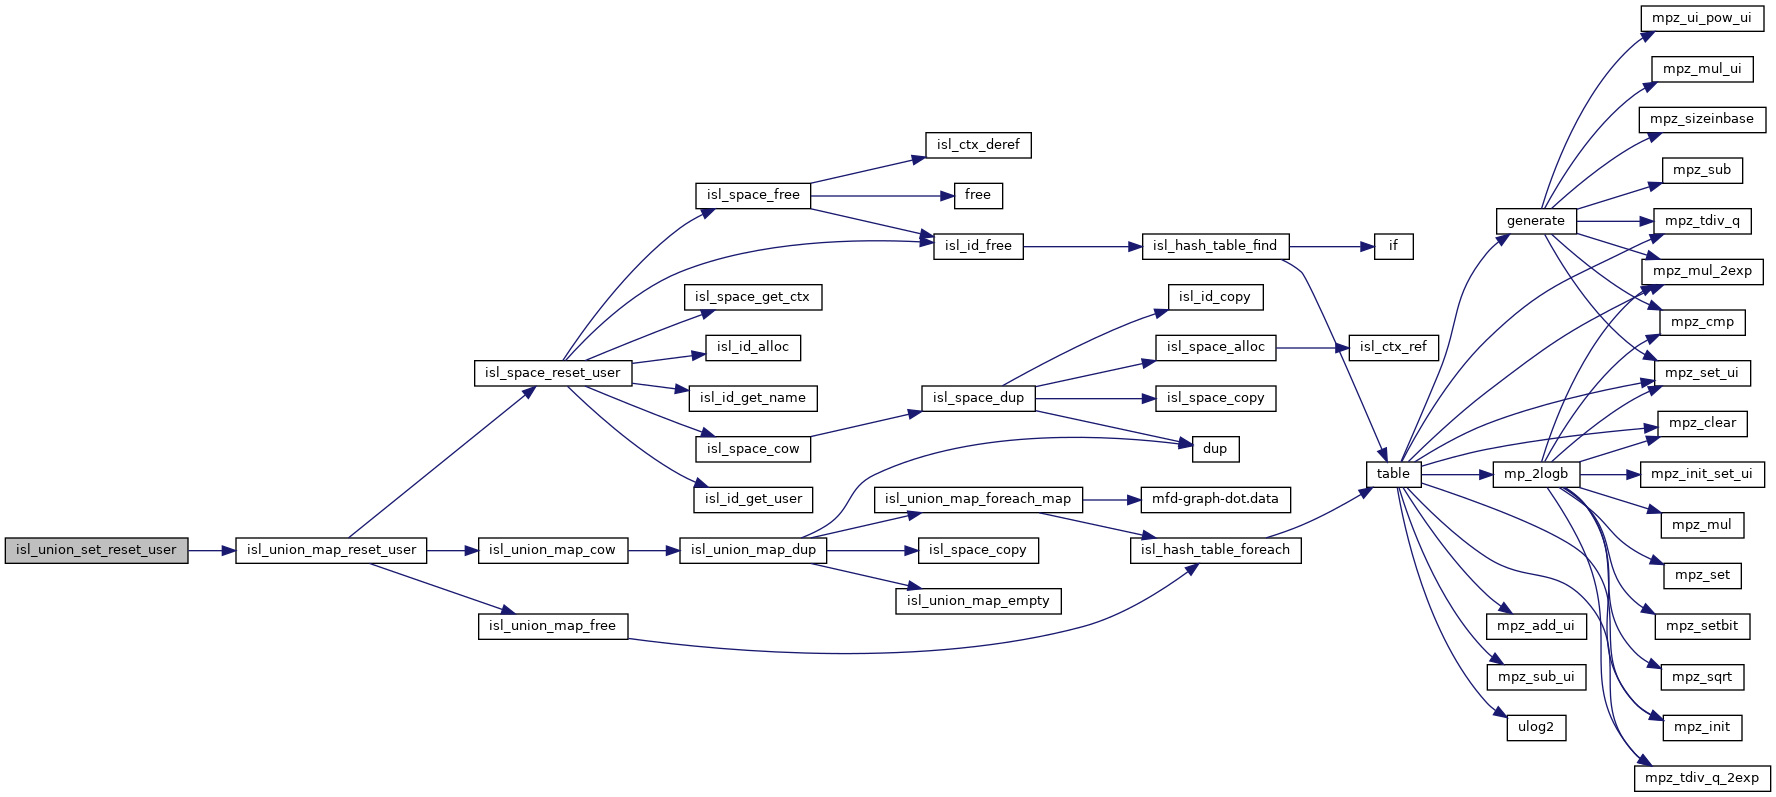 isl_union_set_reset_user
isl_union_map_reset_user
isl_space_reset_user
isl_union_map_cow
isl_union_map_free
isl_space_free
isl_space_get_ctx
isl_id_alloc
isl_id_get_name
isl_space_cow
isl_id_get_user
isl_union_map_dup
isl_ctx_deref
free
isl_id_free
isl_space_dup
isl_union_map_foreach_map
isl_space_copy
isl_union_map_empty
isl_hash_table_find
isl_id_copy
isl_space_alloc
isl_space_copy
dup
mfd-graph-dot.data
isl_hash_table_foreach
if
isl_ctx_ref
table
generate
mp_2logb
mpz_add_ui
mpz_sub_ui
ulog2
mpz_ui_pow_ui
mpz_mul_ui
mpz_sizeinbase
mpz_sub
mpz_tdiv_q
mpz_mul_2exp
mpz_cmp
mpz_set_ui
mpz_clear
mpz_init_set_ui
mpz_mul
mpz_set
mpz_setbit
mpz_sqrt
mpz_init
mpz_tdiv_q_2exp